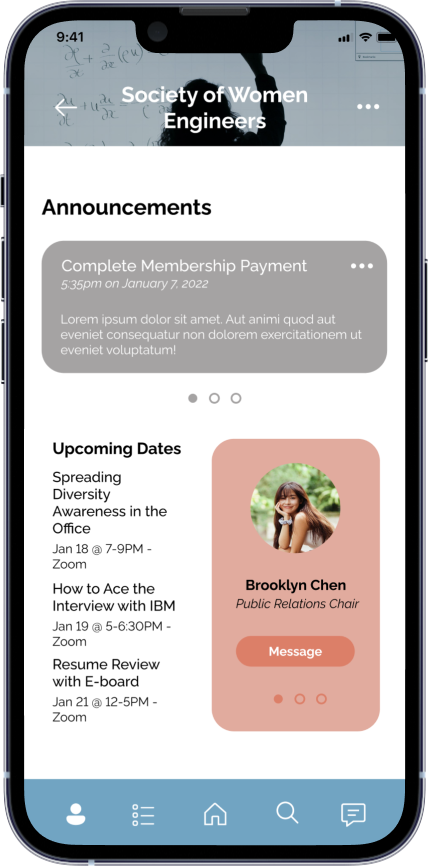 9:41
Society of Women
Engineers
Announcements
Complete Membership Payment
5:35pm on January 7, 2022
Lorem ipsum dolor sit amet. Aut animi quod aut
eveniet consequatur non dolorem exercitationem ut
eveniet voluptatum!
Upcoming Dates
Spreading
Diversity
Awareness in the
Office
Jan 18 @ 7-9PM -
Zoom
How to Ace the
Interview with IBM
Jan 19 @ 5-6:30PM -
Zoom
Resume Review
with E-board
Jan 21 @ 12-5PM -
Zoom
Brooklyn Chen
Public Relations Chair
Message